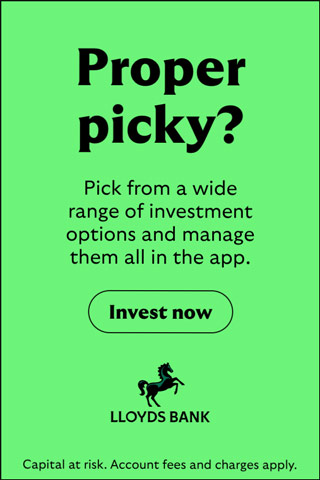 Proper
picky?
Pick from a wide
range of investment
options and manage
them all in the app.
Invest now
LLOYDS BANK
Capital at risk. Account fees and charges apply.